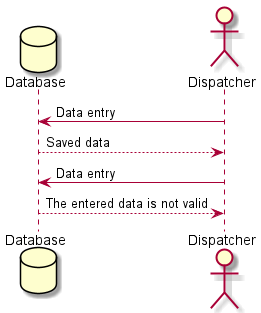 Database
Dispatcher
Data entry
Saved data
Data entry
The entered data is not valid
Database
Dispatcher